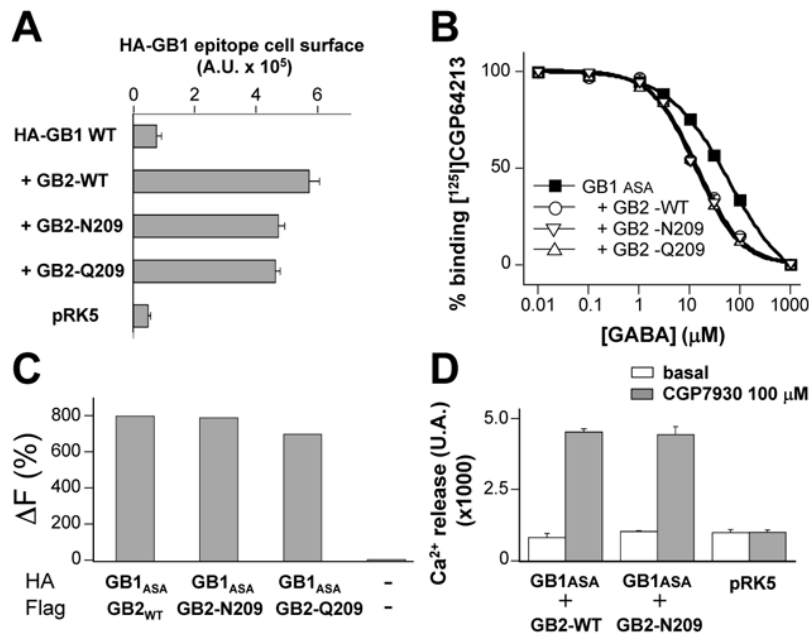 A
HA-GB1 epitope cell surface
(A.U. x 10⁵)
0 2 4 6
HA-GB1 WT
+ GB2-WT
+ GB2-N209
+ GB2-Q209
pRK5
B
% binding [¹²⁵I]CGP64213
100
50
0
GB1 ASA
+ GB2 -WT
+ GB2 -N209
+ GB2 -Q209
0.01 0.1 1 10 100 1000
[GABA] (µM)
C
ΔF (%)
800
600
400
200
0
HA GB1ASA GB1ASA GB1ASA -
Flag GB2WT GB2-N209 GB2-Q209 -
D
basal
CGP7930 100 µM
Ca²⁺ release (U.A.)
(x1000)
5.0
2.5
0
GB1ASA GB1ASA pRK5
+ +
GB2-WT GB2-N209